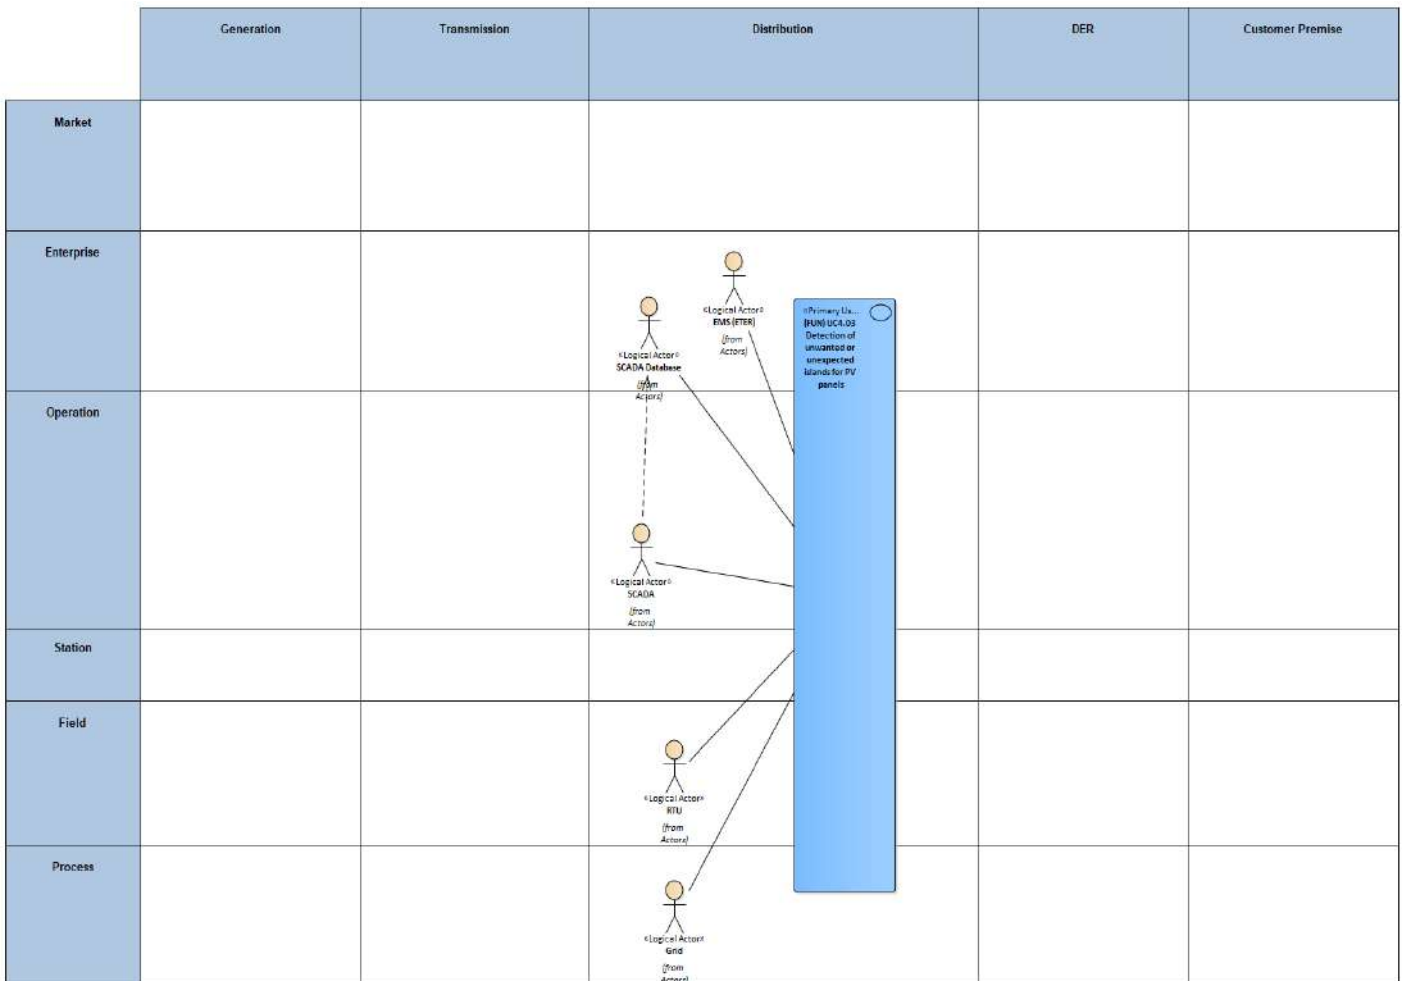 Generation
Transmission
Distribution
DER
Customer Premise
Market
Enterprise
«Logical Actor»
EMS (ETER)
(from
Actors)
«Logical Actor»
SCADA Database
(from
Actors)
«Primary Us...
(FUN) UC4.03
Detection of
unwanted or
unexpected
islands for PV
panels
Operation
«Logical Actor»
SCADA
(from
Actors)
Station
Field
«Logical Actor»
RTU
(from
Actors)
Process
«Logical Actor»
Grid
(from
Actors)